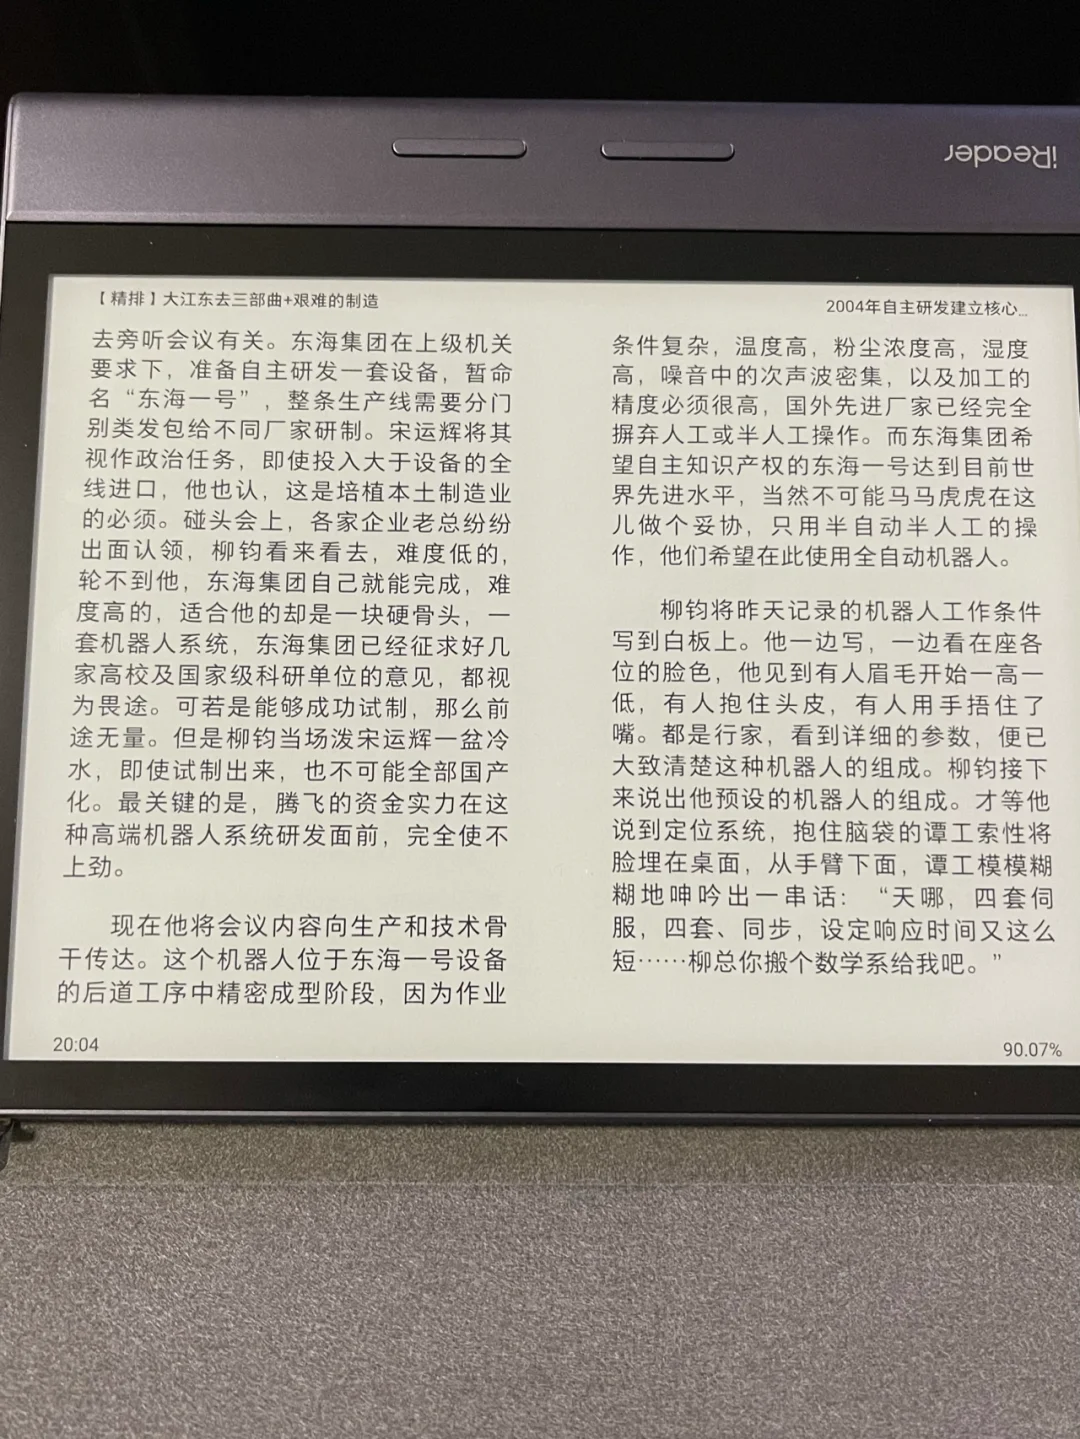 iReader
【精排】大江东去三部曲+艰难的制造
2004年自主研发建立核心...
去旁听会议有关。东海集团在上级机关
要求下，准备自主研发一套设备，暂命
名“东海一号”，整条生产线需要分门
别类发包给不同厂家研制。宋运辉将其
视作政治任务，即使投入大于设备的全
线进口，他也认，这是培植本土制造业
的必须。碰头会上，各家企业老总纷纷
出面认领，柳钧看来看去，难度低的，
轮不到他，东海集团自己就能完成，难
度高的，适合他的却是一块硬骨头，一
套机器人系统，东海集团已经征求好几
家高校及国家级科研单位的意见，都视
为畏途。可若是能够成功试制，那么前
途无量。但是柳钧当场泼宋运辉一盆冷
水，即使试制出来，也不可能全部国产
化。最关键的是，腾飞的资金实力在这
种高端机器人系统研发面前，完全使不
上劲。
现在他将会议内容向生产和技术骨
干传达。这个机器人位于东海一号设备
的后道工序中精密成型阶段，因为作业
条件复杂，温度高，粉尘浓度高，湿度
高，噪音中的次声波密集，以及加工的
精度必须很高，国外先进厂家已经完全
摒弃人工或半人工操作。而东海集团希
望自主知识产权的东海一号达到目前世
界先进水平，当然不可能马马虎虎在这
儿做个妥协，只用半自动半人工的操
作，他们希望在此使用全自动机器人。
柳钧将昨天记录的机器人工作条件
写到白板上。他一边写，一边看在座各
位的脸色，他见到有人眉毛开始一高一
低，有人抱住头皮，有人用手捂住了
嘴。都是行家，看到详细的参数，便已
大致清楚这种机器人的组成。柳钧接下
来说出他预设的机器人的组成。才等他
说到定位系统，抱住脑袋的谭工索性将
脸埋在桌面，从手臂下面，谭工模模糊
糊地呻吟出一串话：“天哪，四套伺
服，四套、同步，设定响应时间又这么
短……柳总你搬个数学系给我吧。”
20:04
90.07%